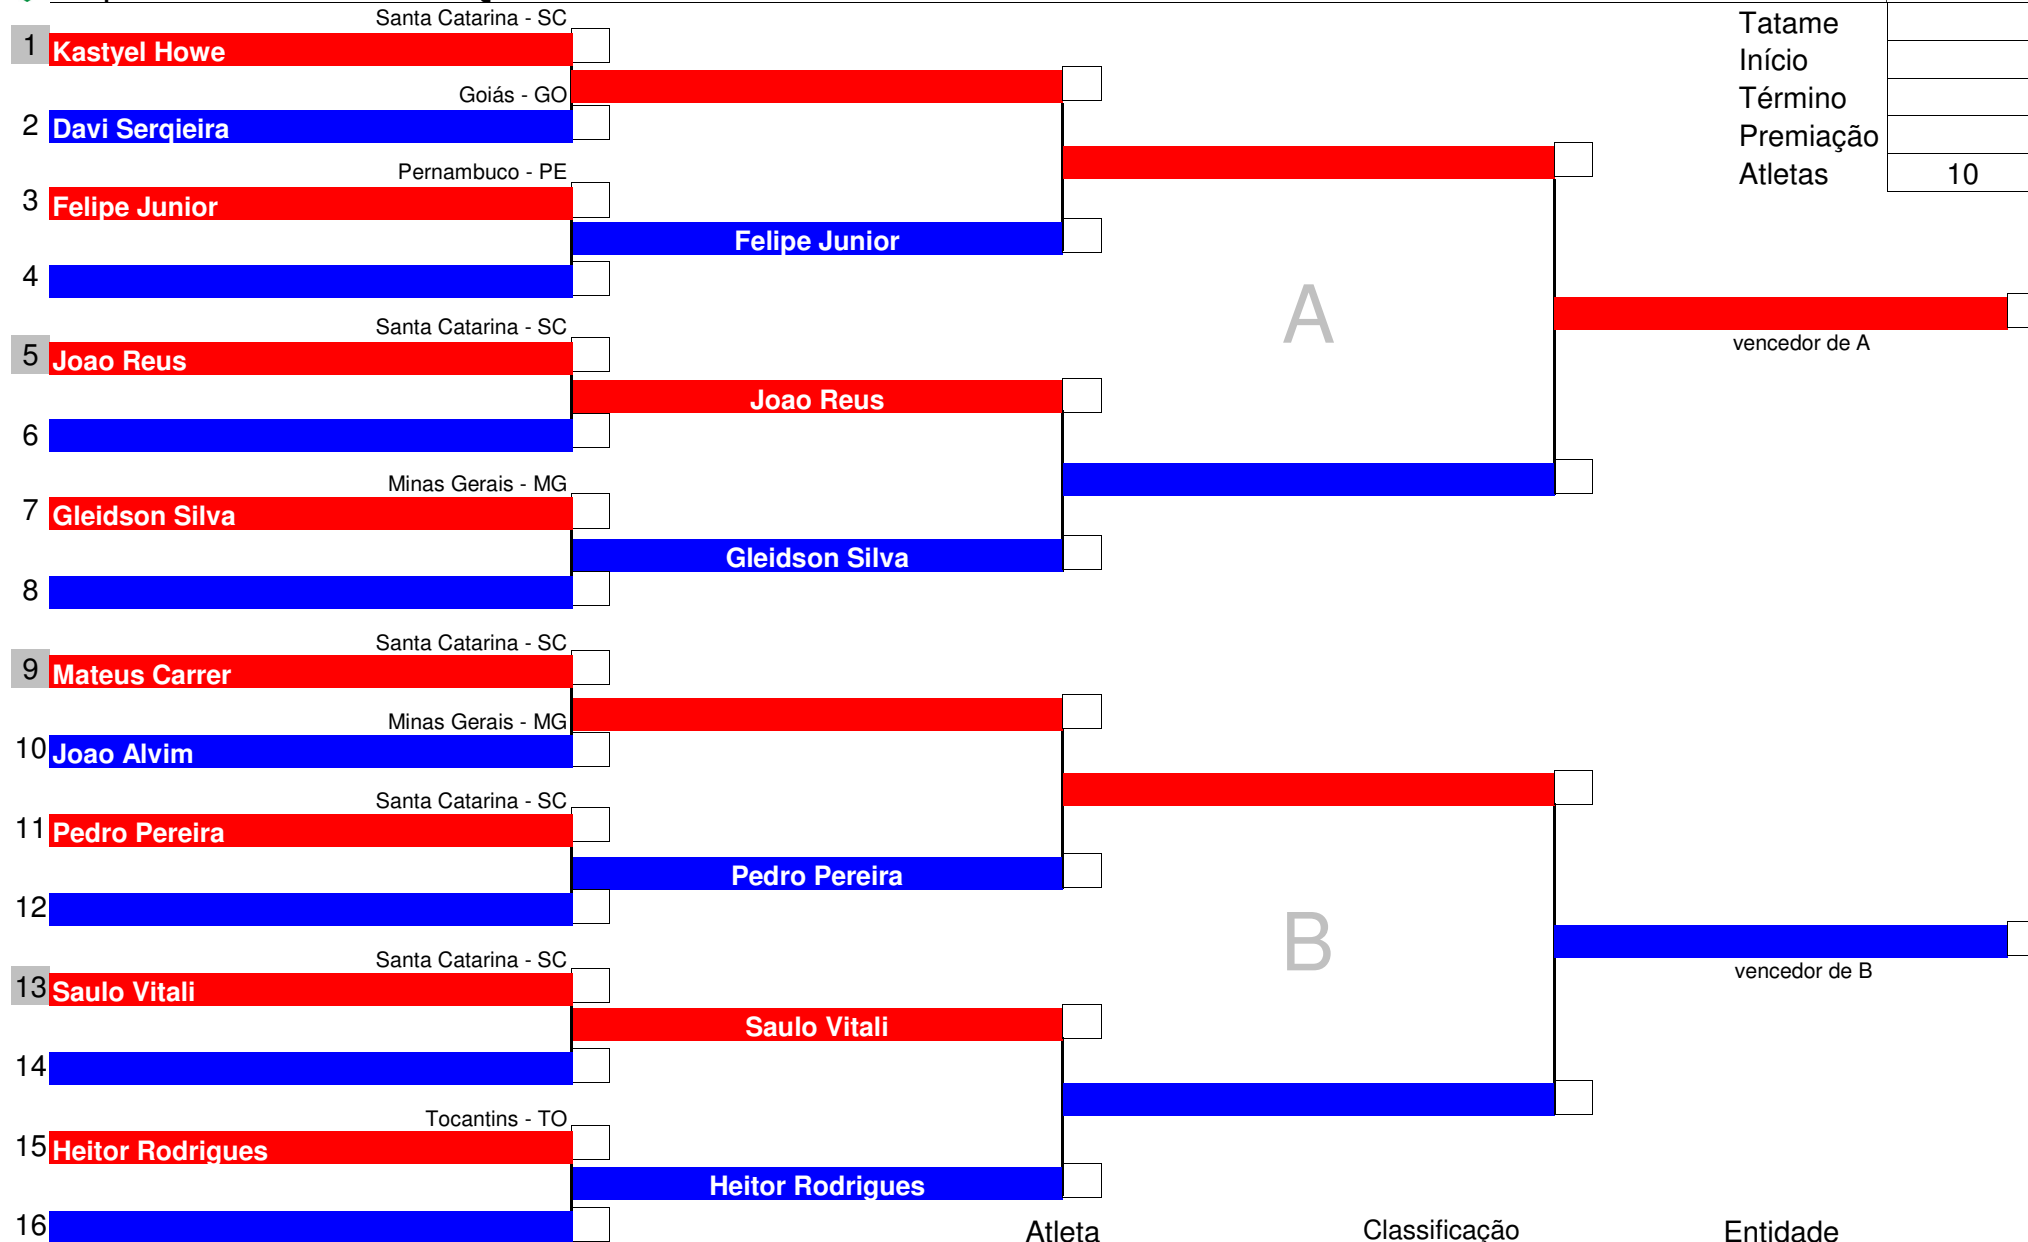 Santa Catarina - SC
1 Kastyel Howe
Goiás - GO
2 Davi Serqieira
Pernambuco - PE
3 Felipe Junior
Felipe Junior
4
Santa Catarina - SC
5 Joao Reus
Joao Reus
6
Minas Gerais - MG
7 Gleidson Silva
Gleidson Silva
8
Santa Catarina - SC
9 Mateus Carrer
Minas Gerais - MG
10 Joao Alvim
Santa Catarina - SC
11 Pedro Pereira
Pedro Pereira
12
Santa Catarina - SC
13 Saulo Vitali
Saulo Vitali
14
Tocantins - TO
15 Heitor Rodrigues
Heitor Rodrigues
16
A
vencedor de A
B
vencedor de B
Tatame
Início
Término
Premiação
Atletas 10
Atleta Classificação Entidade